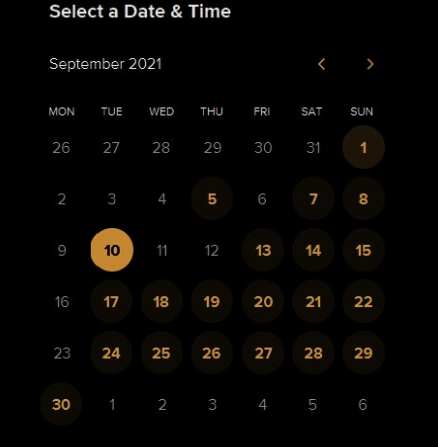 Select a Date & Time
September 2021
MON TUE WED THU FRI SAT SUN
26 27 28 29 30 31 1
2 3 4 5 6 7 8
9 10 11 12 13 14 15
16 17 18 19 20 21 22
23 24 25 26 27 28 29
30 1 2 3 4 5 6